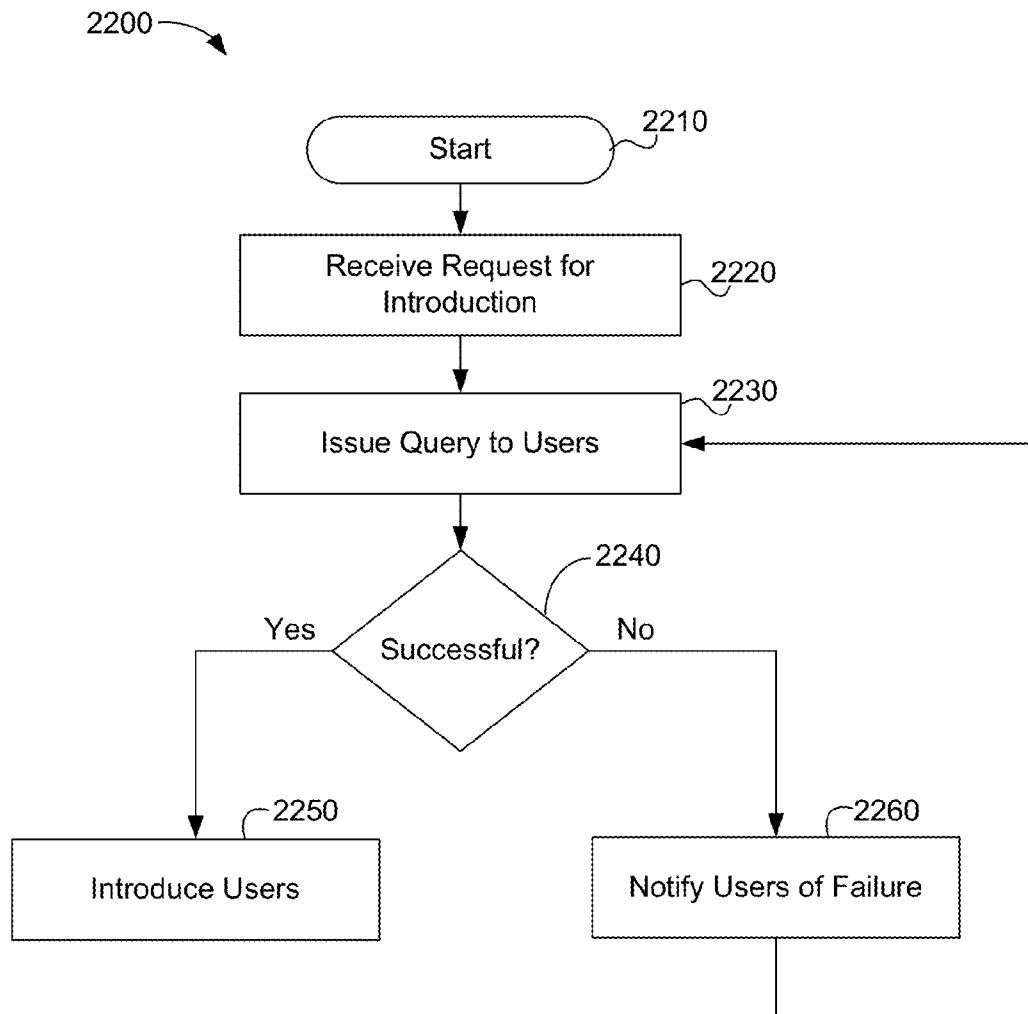 2200
Start
2210
Receive Request for
Introduction
2220
2230
Issue Query to Users
2240
Yes
Successful?
No
2250
2260
Introduce Users
Notify Users of Failure